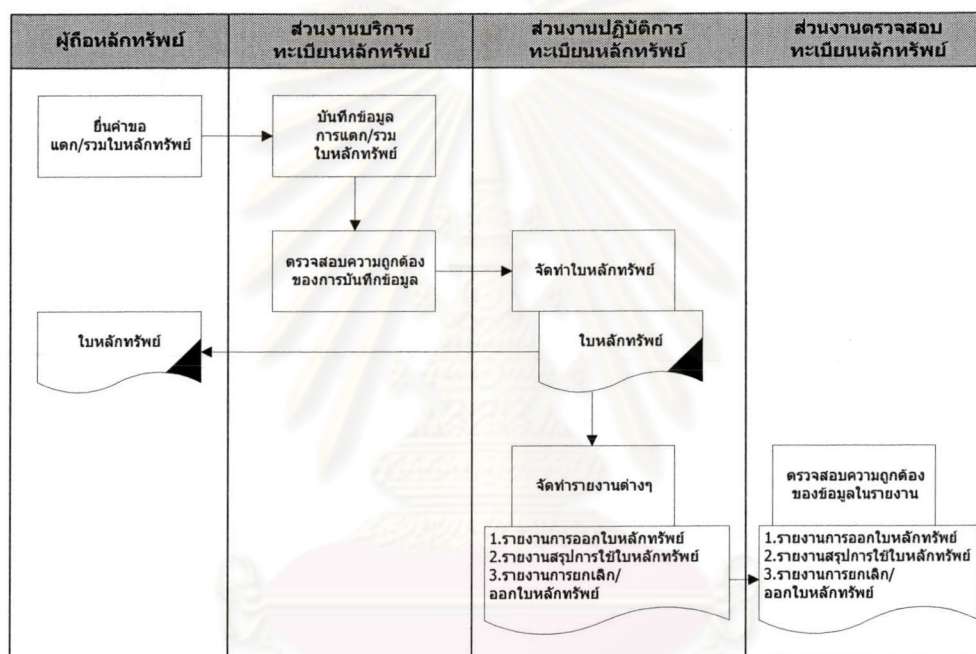 ผู้ถือหลักทรัพย์
ส่วนงานบริการ
ทะเบียนหลักทรัพย์
ส่วนงานปฏิบัติการ
ทะเบียนหลักทรัพย์
ส่วนงานตรวจสอบ
ทะเบียนหลักทรัพย์
ยื่นคำขอ
แตก/รวมใบหลักทรัพย์
บันทึกข้อมูล
การแตก/รวม
ใบหลักทรัพย์
ตรวจสอบความถูกต้อง
ของการบันทึกข้อมูล
จัดทำใบหลักทรัพย์
ใบหลักทรัพย์
ใบหลักทรัพย์
จัดทำรายงานต่างๆ
1.รายงานการออกใบหลักทรัพย์
2.รายงานสรุปการใช้ใบหลักทรัพย์
3.รายงานการยกเลิก/
ออกใบหลักทรัพย์
ตรวจสอบความถูกต้อง
ของข้อมูลในรายงาน
1.รายงานการออกใบหลักทรัพย์
2.รายงานสรุปการใช้ใบหลักทรัพย์
3.รายงานการยกเลิก/
ออกใบหลักทรัพย์